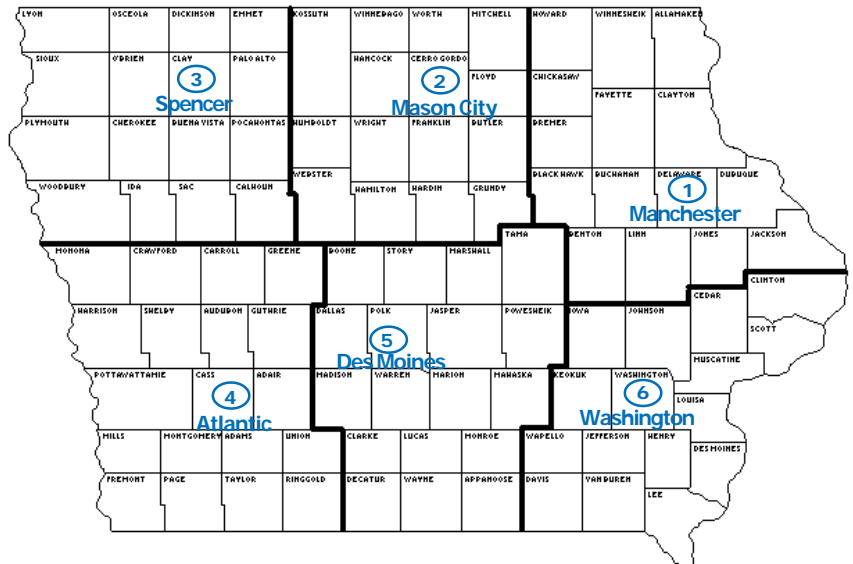 LYON OSCEOLA DICKINSON EMMET KOSSUTH WINNEBAGO WORTH MITCHELL HOWARD WINNESHEIK ALLAMAKEE
SIOUX O'BRIEN CLAY PALO ALTO HANCOCK CERRO GORDO FLOYD CHICKASAW FAYETTE CLAYTON
3
Spencer
2
Mason City
PLYMOUTH CHEROKEE BUENA VISTA POCAHONTAS HUMBOLDT WRIGHT FRANKLIN BUTLER BREMER
WEBSTER BLACK HAWK BUCHANAN DELAWARE DUBUQUE
WOODBURY IDA SAC CALHOUN HAMILTON HARDIN GRUNDY
1
Manchester
TAMA BENTON LINN JONES JACKSON
MONONA CRAWFORD CARROLL GREENE BOONE STORY MARSHALL
CLINTON
CEDAR
HARRISON SHELBY AUDUBON GUTHRIE DALLAS POLK JASPER POWESHEIK IOWA JOHNSON
SCOTT
5
Des Moines
MUSCATINE
POTTAWATTAMIE CASS ADAIR MADISON WARREN MARION MAHASKA KEOKUK WASHINGTON
4
Atlantic
6
Washington
LOUISA
MILLS MONTGOMERY ADAMS UNION CLARKE LUCAS MONROE WAPELLO JEFFERSON HENRY
DES MOINES
FREMONT PAGE TAYLOR RINGGOLD DECATUR WAYNE APPANOOSE DAVIS VAN BUREN
LEE